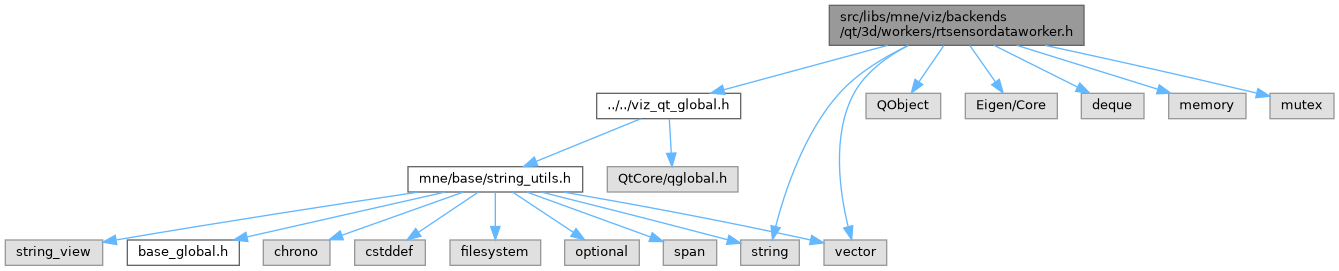 src/libs/mne/viz/backends
/qt/3d/workers/rtsensordataworker.h
../../viz_qt_global.h
QObject
Eigen/Core
deque
memory
mutex
mne/base/string_utils.h
QtCore/qglobal.h
string_view
base_global.h
chrono
cstddef
filesystem
optional
span
string
vector